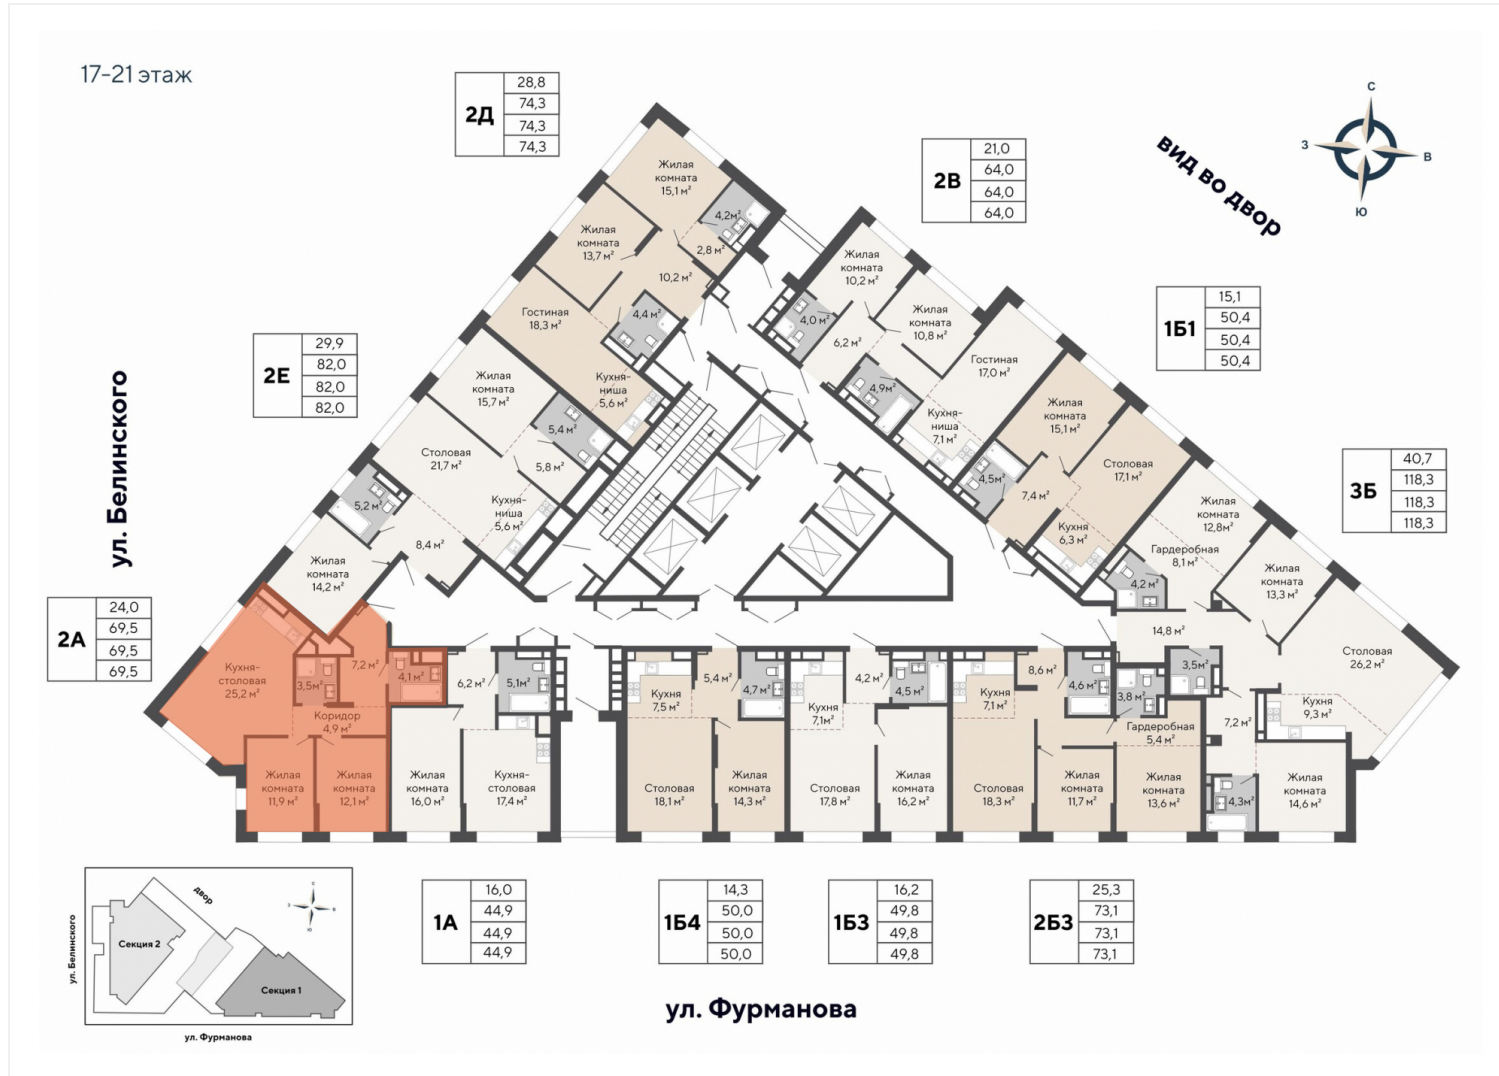 17-21 этаж
2Д
28,8
74,3
74,3
74,3
2В
21,0
64,0
64,0
64,0
С
З
В
Ю
вид во двор
1Б1
15,1
50,4
50,4
50,4
2Е
29,9
82,0
82,0
82,0
3Б
40,7
118,3
118,3
118,3
2А
24,0
69,5
69,5
69,5
ул. Белинского
Жилая
комната
15,1 м²
4,2м²
2,8 м²
Жилая
комната
13,7 м²
10,2 м²
Гостиная
18,3 м²
4,4 м²
Кухня-
ниша
5,6 м²
Жилая
комната
15,7 м²
5,4 м²
5,8 м²
Столовая
21,7 м²
Кухня-
ниша
5,6 м²
5,2 м²
8,4 м²
Жилая
комната
14,2 м²
Кухня-
столовая
25,2 м²
3,5м²
7,2 м²
4,1 м²
Коридор
4,9 м²
Жилая
комната
11,9 м²
Жилая
комната
12,1 м²
6,2 м²
5,1м²
Жилая
комната
16,0 м²
Кухня-
столовая
17,4 м²
Жилая
комната
10,2 м²
4,0 м²
6,2 м²
Жилая
комната
10,8 м²
Гостиная
17,0 м²
4,9м²
Кухня-
ниша
7,1 м²
Жилая
комната
15,1 м²
Столовая
17,1 м²
4,5м²
7,4 м²
Кухня
6,3 м²
Жилая
комната
12,8м²
Гардеробная
8,1 м²
4,2 м²
Жилая
комната
13,3 м²
14,8 м²
3,5м²
Столовая
26,2 м²
Кухня
9,3 м²
7,2 м²
4,3м²
Жилая
комната
14,6 м²
Кухня
7,5 м²
5,4 м²
4,7 м²
Столовая
18,1 м²
Жилая
комната
14,3 м²
Кухня
7,1м²
4,2 м²
4,5 м²
Столовая
17,8 м²
Жилая
комната
16,2 м²
Кухня
7,1 м²
8,6 м²
4,6 м²
3,8 м²
Гардеробная
5,4 м²
Столовая
18,3 м²
Жилая
комната
11,7 м²
Жилая
комната
13,6 м²
1А
16,0
44,9
44,9
44,9
1Б4
14,3
50,0
50,0
50,0
1Б3
16,2
49,8
49,8
49,8
2Б3
25,3
73,1
73,1
73,1
ул. Фурманова
двор
ул. Белинского
Секция 2
Секция 1
с
з
в
ю
ул. Фурманова